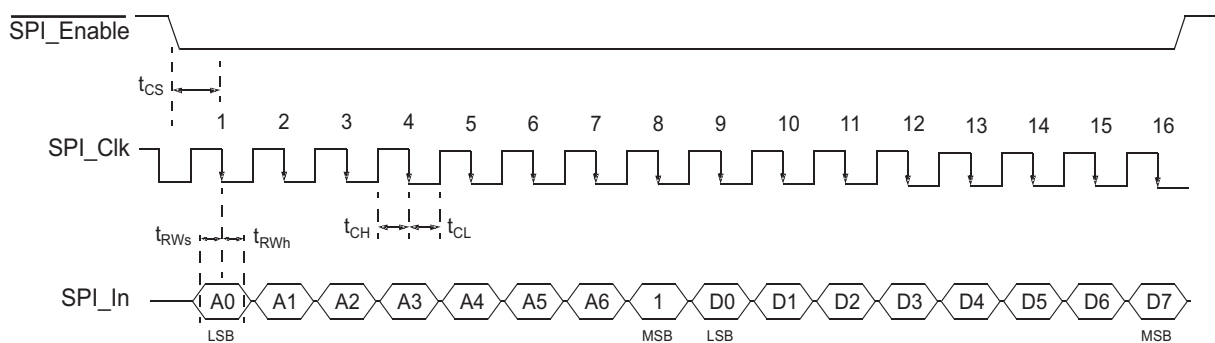 SPI_Enable
tCS
1 2 3 4 5 6 7 8 9 10 11 12 13 14 15 16
SPI_Clk
tRWs tRWh tCH tCL
SPI_In A0 A1 A2 A3 A4 A5 A6 1 D0 D1 D2 D3 D4 D5 D6 D7
LSB MSB LSB MSB